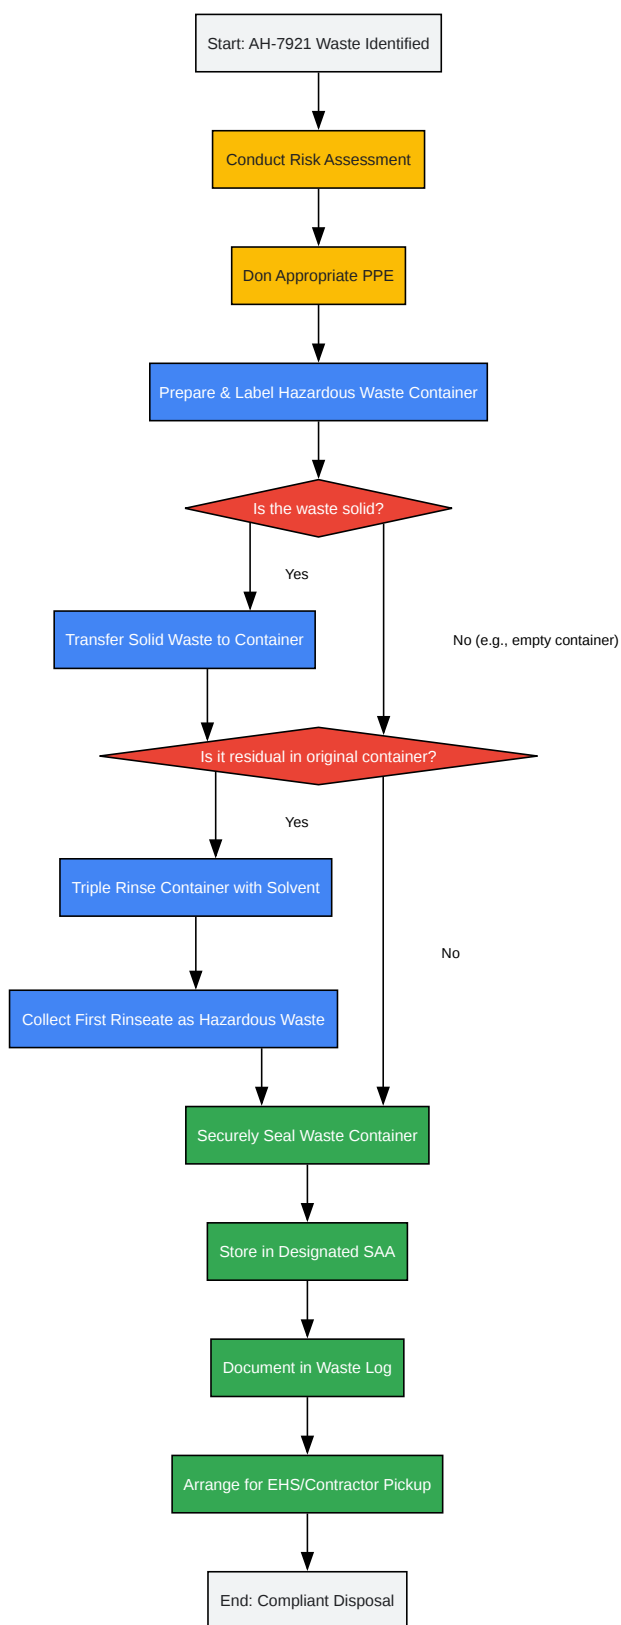 Start: AH-7921 Waste Identified
Conduct Risk Assessment
Don Appropriate PPE
Prepare & Label Hazardous Waste Container
Is the waste solid?
Yes
Transfer Solid Waste to Container
No (e.g., empty container)
Is it residual in original container?
Yes
Triple Rinse Container with Solvent
No
Collect First Rinseate as Hazardous Waste
Securely Seal Waste Container
Store in Designated SAA
Document in Waste Log
Arrange for EHS/Contractor Pickup
End: Compliant Disposal